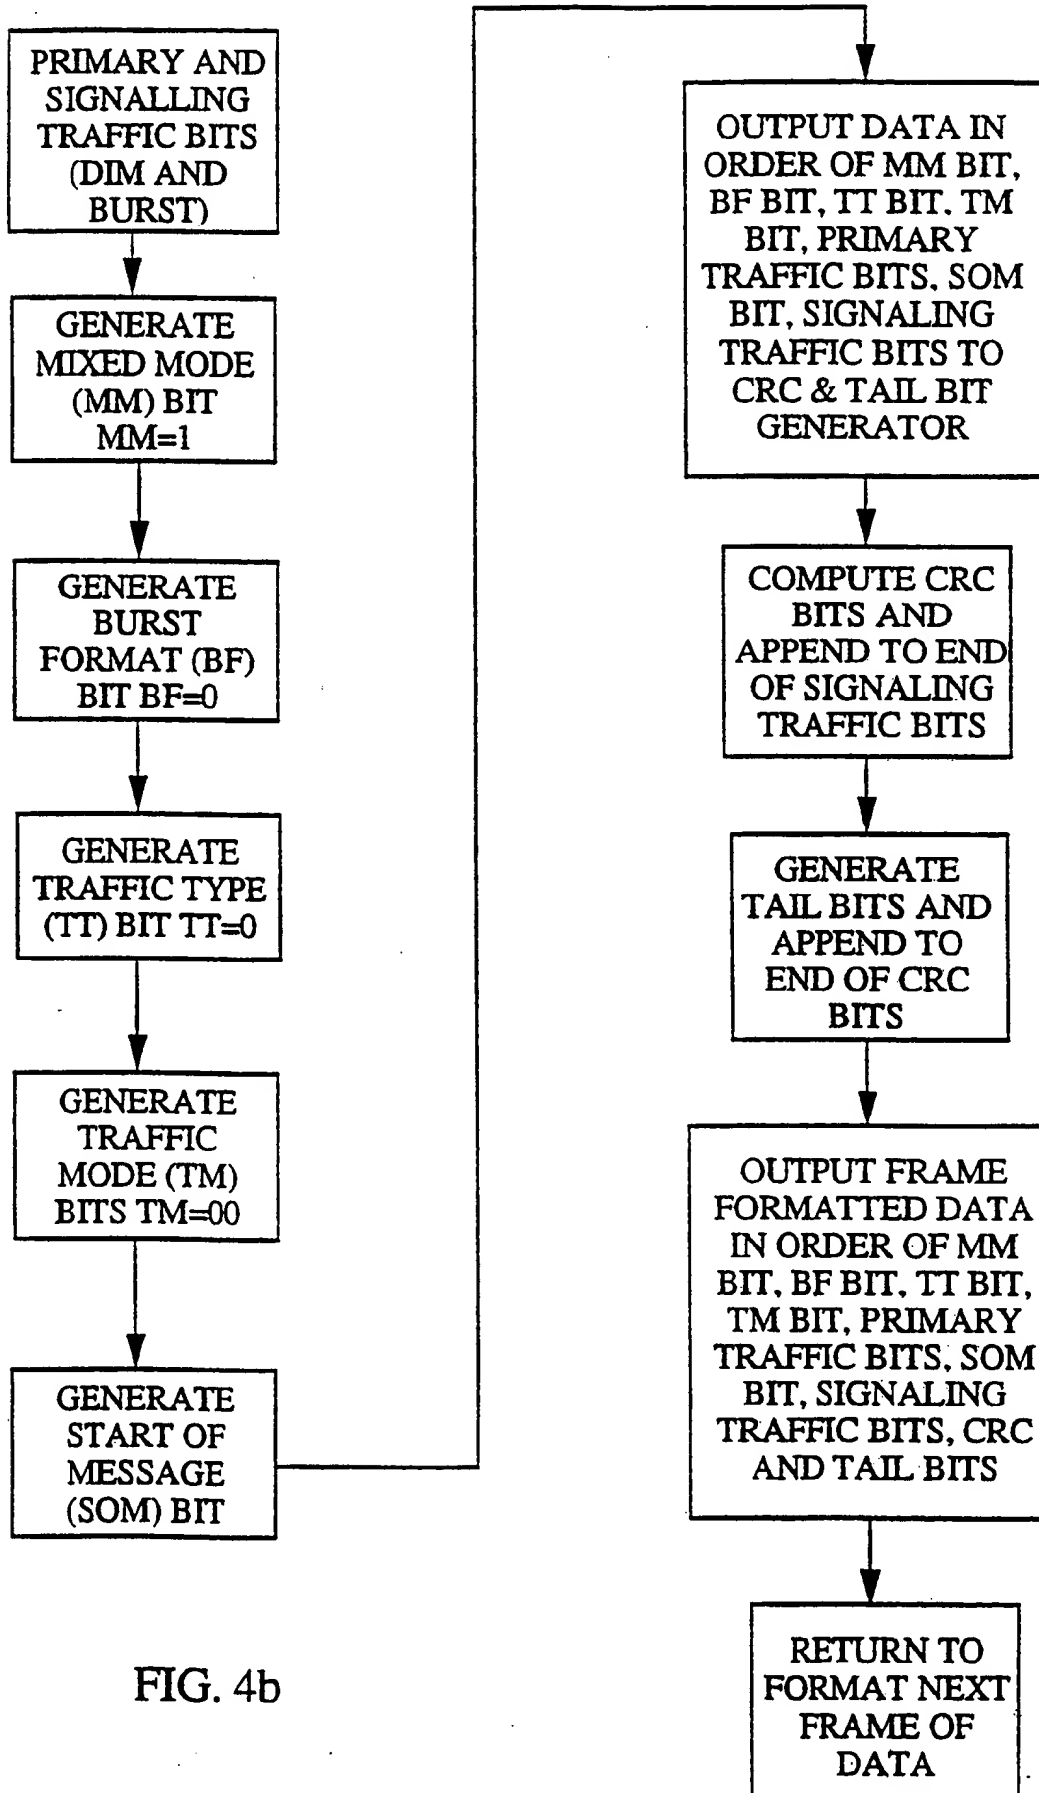 PRIMARY AND
SIGNALLING
TRAFFIC BITS
(DIM AND
BURST)
GENERATE
MIXED MODE
(MM) BIT
MM=1
GENERATE
BURST
FORMAT (BF)
BIT BF=0
GENERATE
TRAFFIC TYPE
(TT) BIT TT=0
GENERATE
TRAFFIC
MODE (TM)
BITS TM=00
GENERATE
START OF
MESSAGE
(SOM) BIT
OUTPUT DATA IN
ORDER OF MM BIT,
BF BIT, TT BIT, TM
BIT, PRIMARY
TRAFFIC BITS, SOM
BIT, SIGNALING
TRAFFIC BITS TO
CRC & TAIL BIT
GENERATOR
COMPUTE CRC
BITS AND
APPEND TO END
OF SIGNALING
TRAFFIC BITS
GENERATE
TAIL BITS AND
APPEND TO
END OF CRC
BITS
OUTPUT FRAME
FORMATTED DATA
IN ORDER OF MM
BIT, BF BIT, TT BIT,
TM BIT, PRIMARY
TRAFFIC BITS, SOM
BIT, SIGNALING
TRAFFIC BITS, CRC
AND TAIL BITS
RETURN TO
FORMAT NEXT
FRAME OF
DATA
FIG. 4b